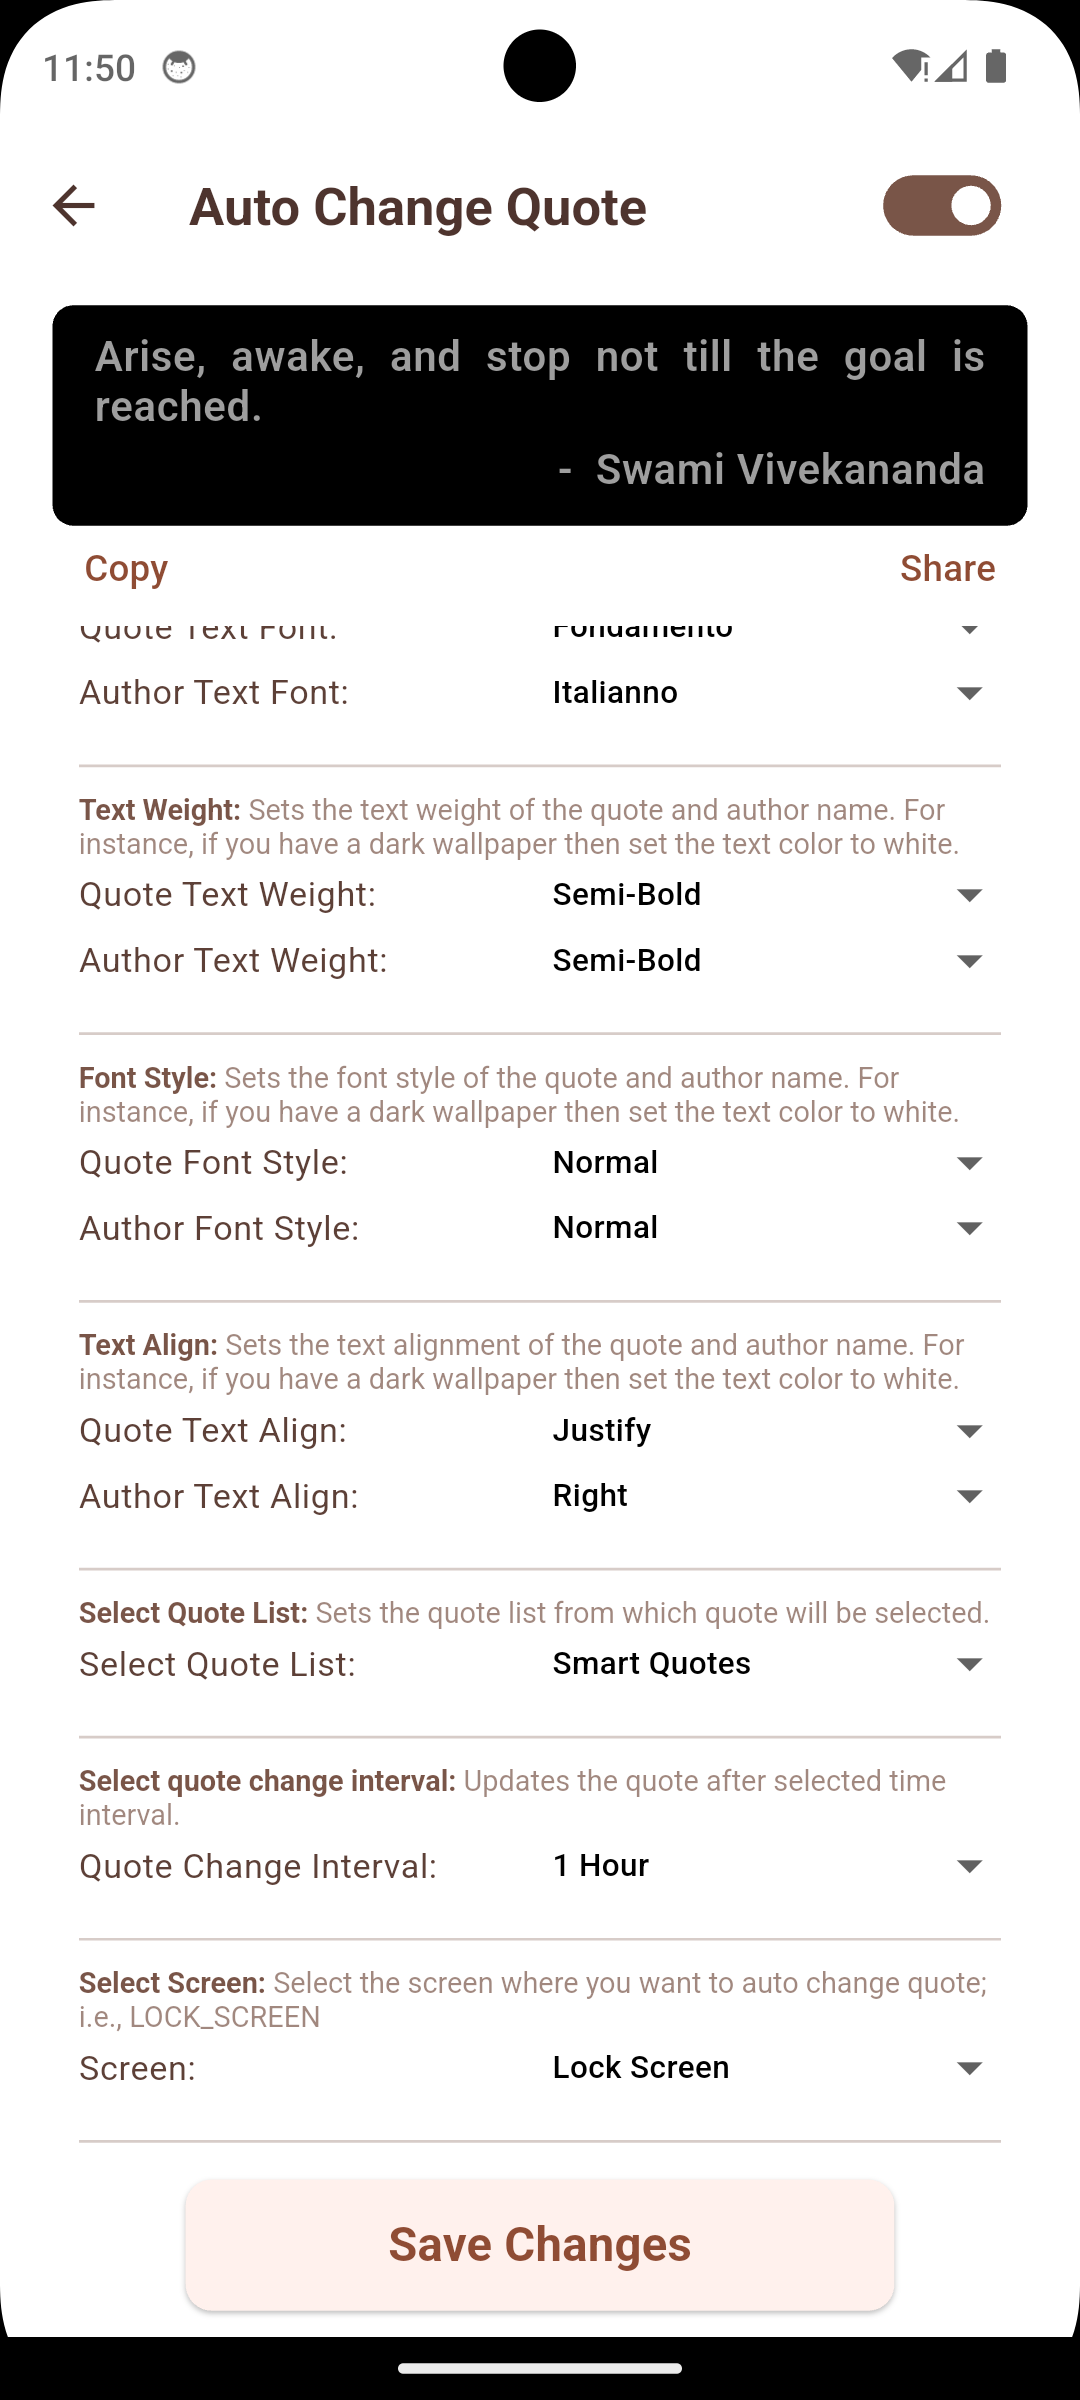 11:50
Auto Change Quote
Arise, awake, and stop not till the goal is
reached.
- Swami Vivekananda
Copy
Share
Quote Text Font:
Fondamento
Author Text Font:
Italianno
Text Weight: Sets the text weight of the quote and author name. For
instance, if you have a dark wallpaper then set the text color to white.
Quote Text Weight:
Semi-Bold
Author Text Weight:
Semi-Bold
Font Style: Sets the font style of the quote and author name. For
instance, if you have a dark wallpaper then set the text color to white.
Quote Font Style:
Normal
Author Font Style:
Normal
Text Align: Sets the text alignment of the quote and author name. For
instance, if you have a dark wallpaper then set the text color to white.
Quote Text Align:
Justify
Author Text Align:
Right
Select Quote List: Sets the quote list from which quote will be selected.
Select Quote List:
Smart Quotes
Select quote change interval: Updates the quote after selected time
interval.
Quote Change Interval:
1 Hour
Select Screen: Select the screen where you want to auto change quote;
i.e., LOCK_SCREEN
Screen:
Lock Screen
Save Changes